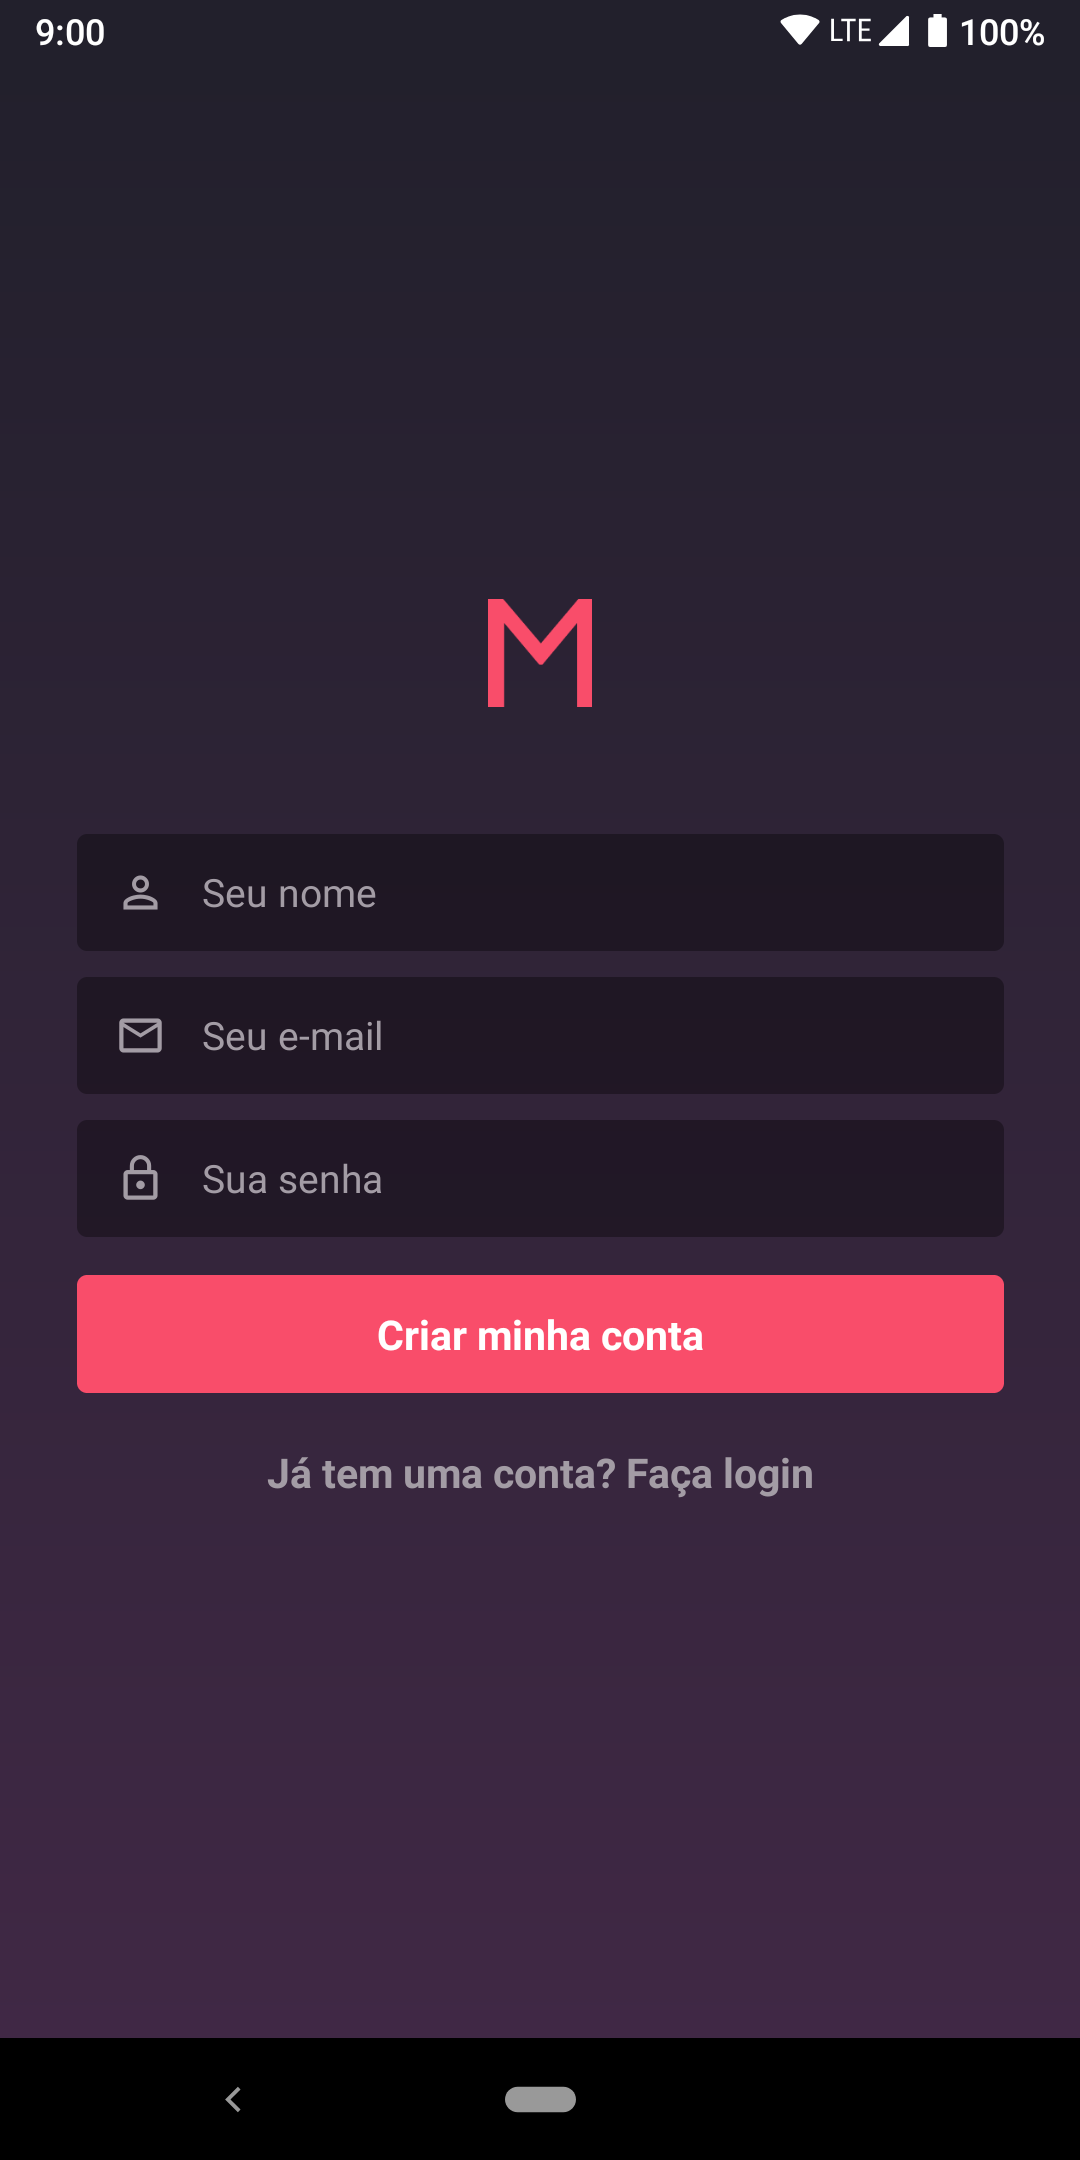 9:00 LTE 100%
M
Seu nome
Seu e-mail
Sua senha
Criar minha conta
Já tem uma conta? Faça login